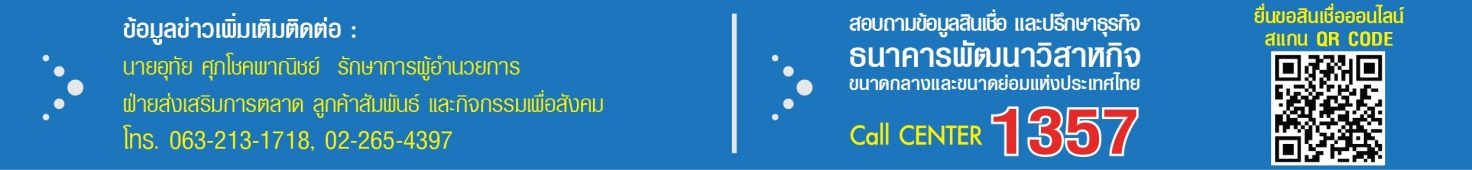 ข้อมูลข่าวเพิ่มเติมติดต่อ :
นายอุทัย ศุภโชคพาณิชย์ รักษาการผู้อำนวยการ
ฝ่ายส่งเสริมการตลาด ลูกค้าสัมพันธ์ และกิจกรรมเพื่อสังคม
โทร. 063-213-1718, 02-265-4397
สอบถามข้อมูลสินเชื่อ และปรึกษาธุรกิจ
ธนาคารพัฒนาวิสาหกิจ
ขนาดกลางและขนาดย่อมแห่งประเทศไทย
Call CENTER 1357
ยื่นขอสินเชื่อออนไลน์
สแกน QR CODE